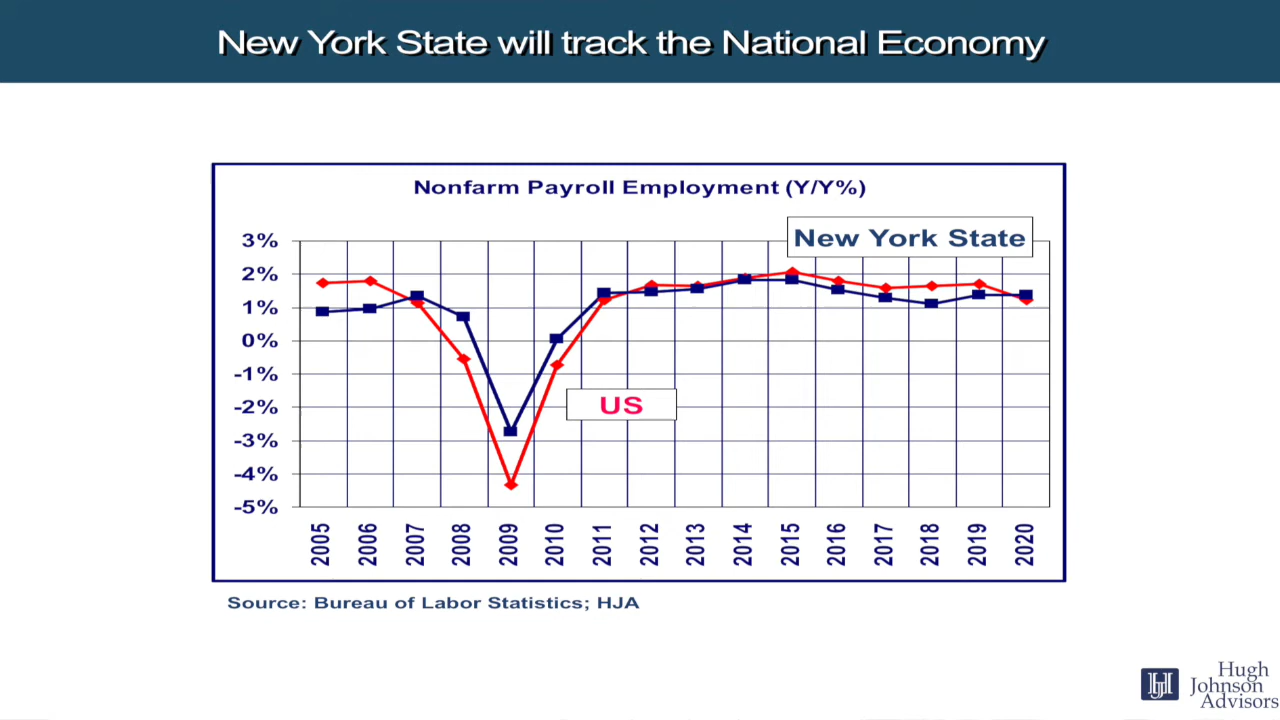 New York State will track the National Economy
Nonfarm Payroll Employment (Y/Y%)
New York State
3%
2%
1%
0%
-1%
-2%
US
-3%
-4%
-5%
2005 2006 2007 2008 2009 2010 2011 2012 2013 2014 2015 2016 2017 2018 2019 2020
Source: Bureau of Labor Statistics; HJA
HJ
Hugh
Johnson
Advisors